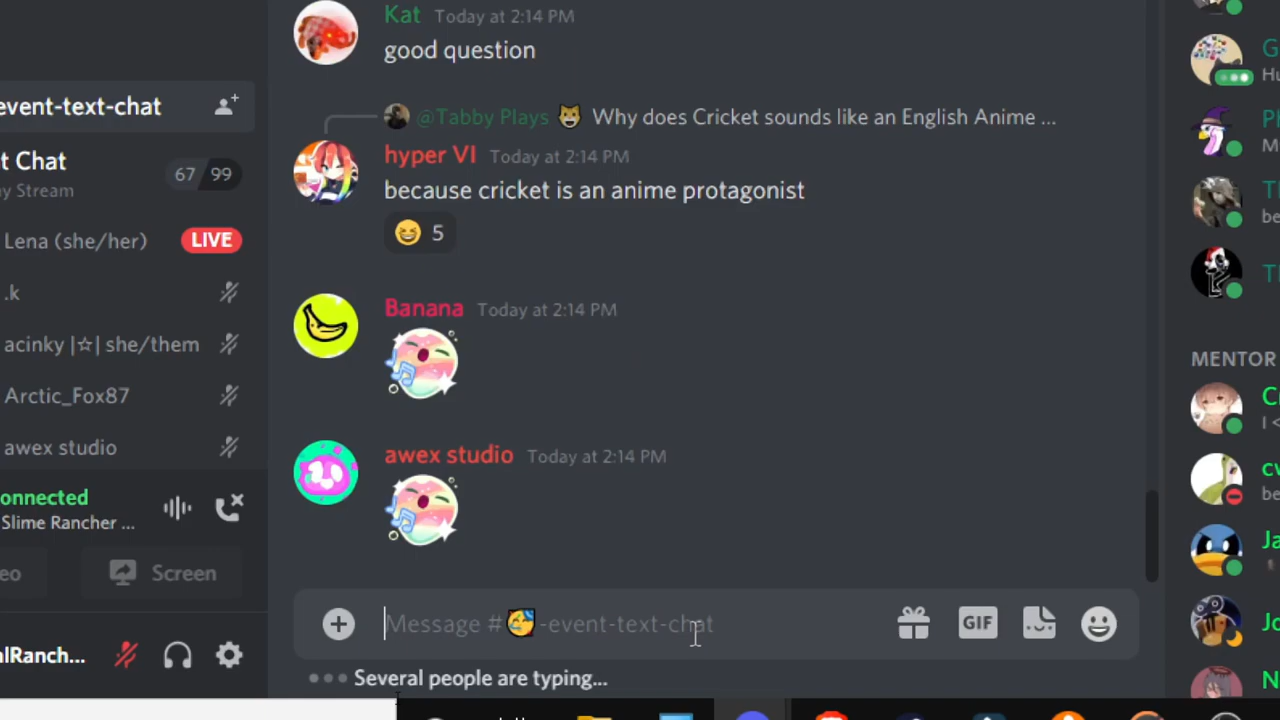 event-text-chat
t Chat
y Stream
67 99
Lena (she/her)
LIVE
.k
acinky |☆| she/them
Arctic_Fox87
awex studio
onnected
Slime Rancher ...
eo
Screen
alRanch...
Kat Today at 2:14 PM
good question
@Tabby Plays 😺 Why does Cricket sounds like an English Anime ...
hyper VI Today at 2:14 PM
because cricket is an anime protagonist
😆 5
Banana Today at 2:14 PM
awex studio Today at 2:14 PM
Message #🥳-event-text-chat
GIF
Several people are typing...
MENTOR